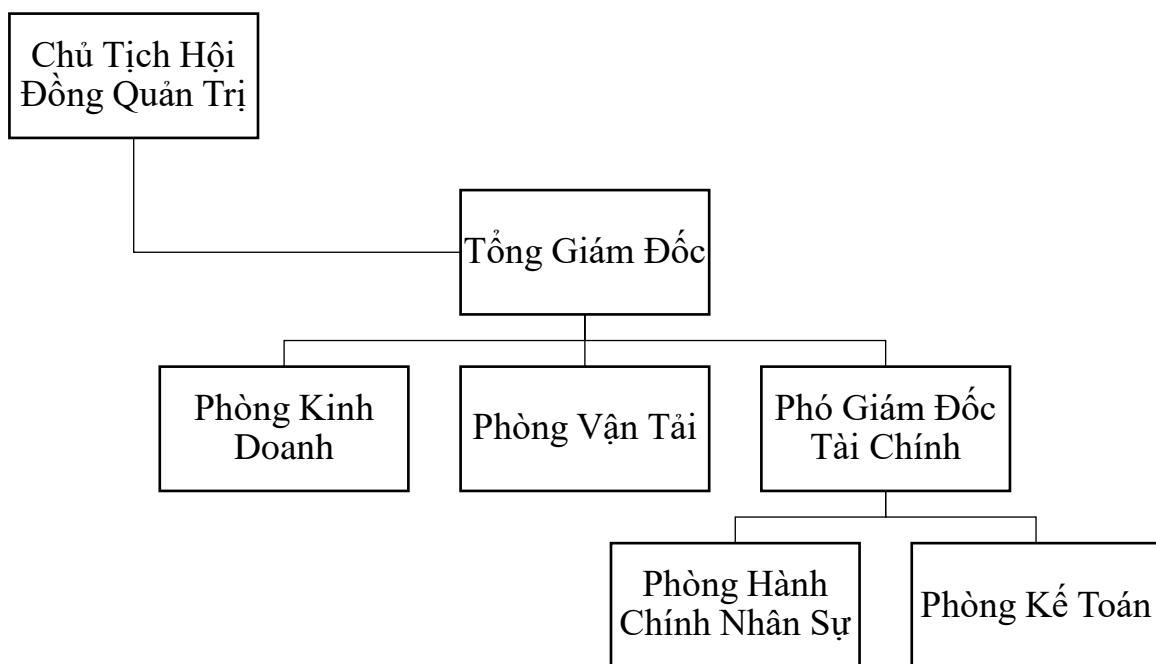 Chủ Tịch Hội
Đồng Quản Trị
Tổng Giám Đốc
Phòng Kinh
Doanh
Phòng Vận Tải
Phó Giám Đốc
Tài Chính
Phòng Hành
Chính Nhân Sự
Phòng Kế Toán